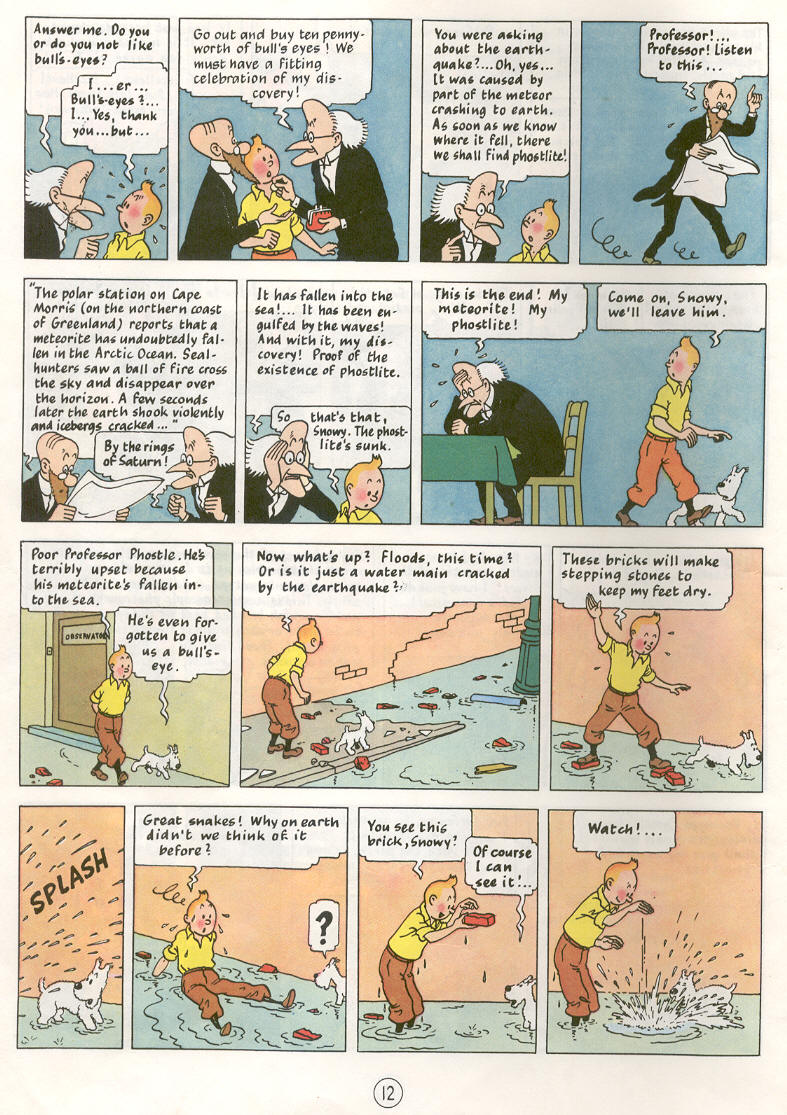 Answer me. Do you
or do you not like
bull's-eyes?
I... er...
Bull's-eyes?...
I... Yes, thank
you...but...
Go out and buy ten penny-
worth of bull's eyes! We
must have a fitting
celebration of my dis-
covery!
You were asking
about the earth-
quake?... Oh, yes...
It was caused by
part of the meteor
crashing to earth.
As soon as we know
where it fell, there
we shall find phostlite!
Professor!...
Professor! Listen
to this...
"The polar station on Cape
Morris (on the northern coast
of Greenland) reports that a
meteorite has undoubtedly fal-
len in the Arctic Ocean. Seal-
hunters saw a ball of fire cross
the sky and disappear over
the horizon. A few seconds
later the earth shook violently
and icebergs cracked..."
By the rings
of Saturn!
It has fallen into the
sea!... It has been en-
gulfed by the waves!
And with it, my dis-
covery! Proof of the
existence of phostlite.
So that's that,
Snowy. The phost-
lite's sunk.
This is the end! My
meteorite! My
phostlite!
Come on, Snowy,
we'll leave him.
Poor Professor Phostle. He's
terribly upset because
his meteorite's fallen in-
to the sea.
He's even for-
gotten to give
us a bull's-
eye.
OBSERVATORY
Now what's up? Floods, this time?
Or is it just a water main cracked
by the earthquake?
These bricks will make
stepping stones to
keep my feet dry.
SPLASH
Great snakes! Why on earth
didn't we think of it
before?
?
You see this
brick, Snowy?
Of course
I can
see it!..
Watch!...
12